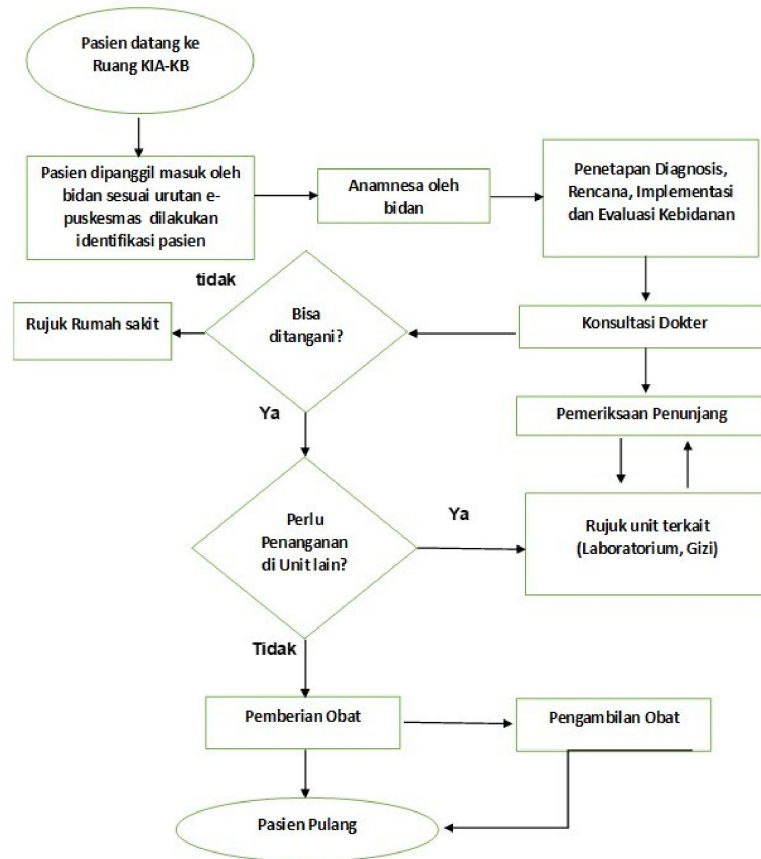 Pasien datang ke
Ruang KIA-KB
Pasien dipanggil masuk oleh
bidan sesuai urutan e-
puskesmas dilakukan
identifikasi pasien
Anamnesa oleh
bidan
Penetapan Diagnosis,
Rencana, Implementasi
dan Evaluasi Kebidanan
tidak
Rujuk Rumah sakit
Bisa
ditangani?
Konsultasi Dokter
Ya
Pemeriksaan Penunjang
Perlu
Penanganan
di Unit lain?
Ya
Rujuk unit terkait
(Laboratorium, Gizi)
Tidak
Pemberian Obat
Pengambilan Obat
Pasien Pulang